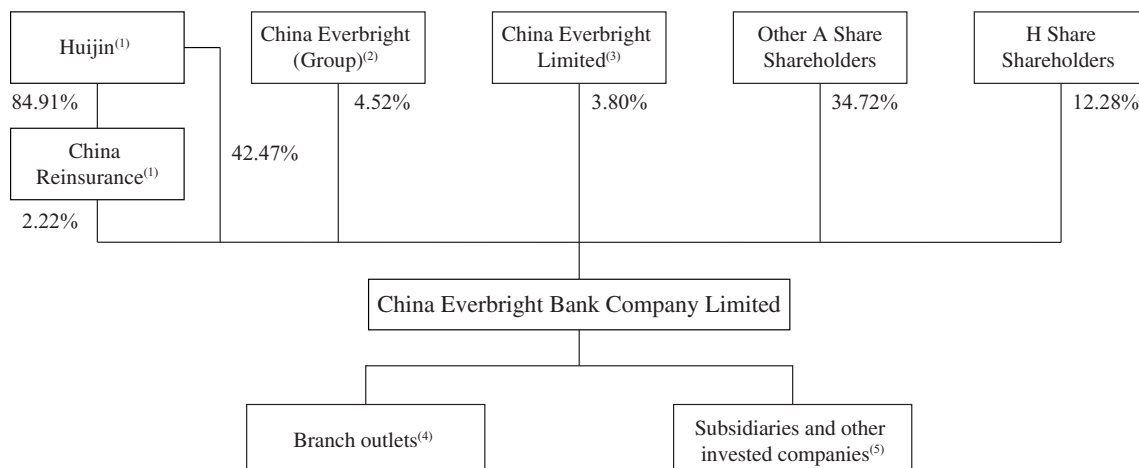 Huijin(1)
China Everbright
(Group)(2)
China Everbright
Limited(3)
Other A Share
Shareholders
H Share
Shareholders
84.91%
4.52%
3.80%
34.72%
12.28%
China
Reinsurance(1)
42.47%
2.22%
China Everbright Bank Company Limited
Branch outlets(4)
Subsidiaries and other
invested companies(5)